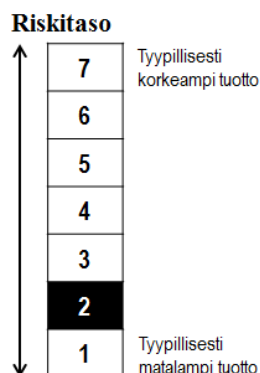 Riskitaso
7 Tyypillisesti
korkeampi tuotto
6
5
4
3
2
1 Tyypillisesti
matalampi tuotto